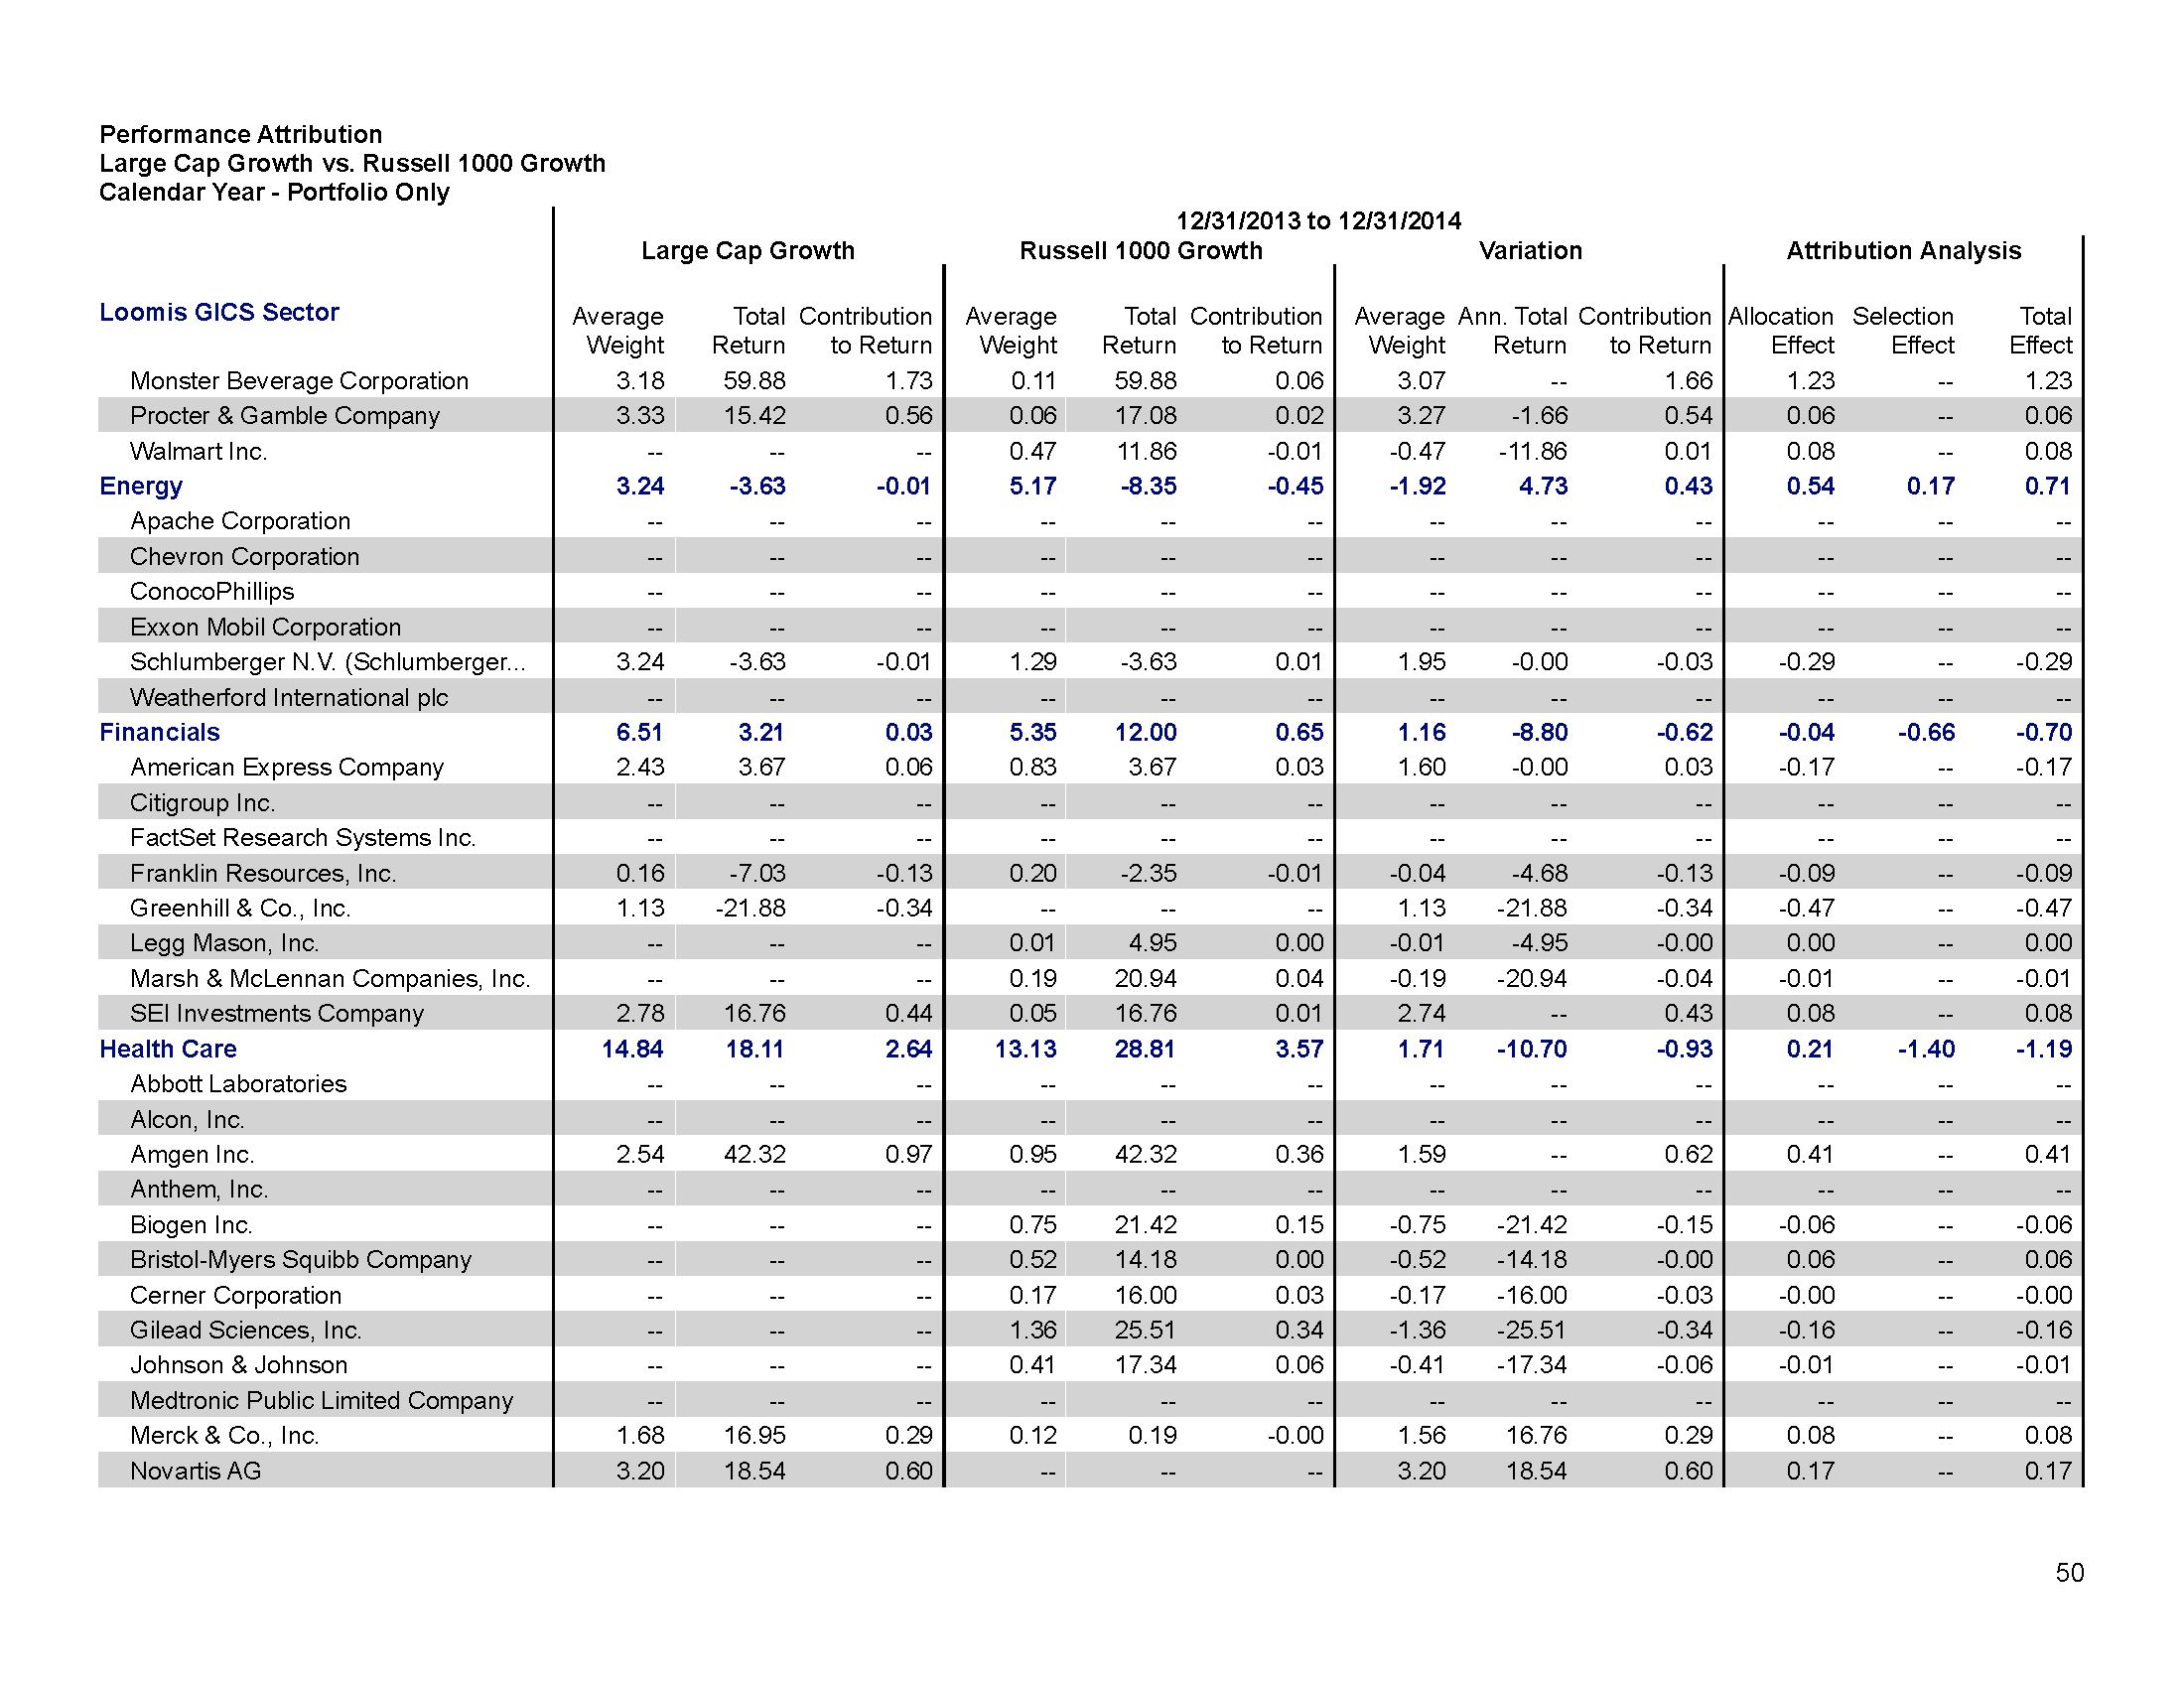 Performance Attribution
Large Cap Growth vs. Russell 1000 Growth
Calendar Year - Portfolio Only
12/31/2013 to 12/31/2014
Large Cap Growth Russell 1000 Growth Variation Attribution Analysis
Loomis GICS Sector Average Total Contribution Average Total Contribution Average Ann. Total Contribution Allocation Selection Total
Weight Return to Return Weight Return to Return Weight Return to Return Effect Effect Effect
Monster Beverage Corporation 3.18 59.88 1.73 0.11 59.88 0.06 3.07 -- 1.66 1.23 -- 1.23
Procter & Gamble Company 3.33 15.42 0.56 0.06 17.08 0.02 3.27 -1.66 0.54 0.06 -- 0.06
Walmart Inc. -- -- -- 0.47 11.86 -0.01 -0.47 -11.86 0.01 0.08 -- 0.08
Energy 3.24 -3.63 -0.01 5.17 -8.35 -0.45 -1.92 4.73 0.43 0.54 0.17 0.71
Apache Corporation -- -- -- -- -- -- -- -- -- -- -- --
Chevron Corporation -- -- -- -- -- -- -- -- -- -- -- --
ConocoPhillips -- -- -- -- -- -- -- -- -- -- -- --
Exxon Mobil Corporation -- -- -- -- -- -- -- -- -- -- -- --
Schlumberger N.V. (Schlumberger... 3.24 -3.63 -0.01 1.29 -3.63 0.01 1.95 -0.00 -0.03 -0.29 -- -0.29
Weatherford International plc -- -- -- -- -- -- -- -- -- -- -- --
Financials 6.51 3.21 0.03 5.35 12.00 0.65 1.16 -8.80 -0.62 -0.04 -0.66 -0.70
American Express Company 2.43 3.67 0.06 0.83 3.67 0.03 1.60 -0.00 0.03 -0.17 -- -0.17
Citigroup Inc. -- -- -- -- -- -- -- -- -- -- -- --
FactSet Research Systems Inc. -- -- -- -- -- -- -- -- -- -- -- --
Franklin Resources, Inc. 0.16 -7.03 -0.13 0.20 -2.35 -0.01 -0.04 -4.68 -0.13 -0.09 -- -0.09
Greenhill & Co., Inc. 1.13 -21.88 -0.34 -- -- -- 1.13 -21.88 -0.34 -0.47 -- -0.47
Legg Mason, Inc. -- -- -- 0.01 4.95 0.00 -0.01 -4.95 -0.00 0.00 -- 0.00
Marsh & McLennan Companies, Inc. -- -- -- 0.19 20.94 0.04 -0.19 -20.94 -0.04 -0.01 -- -0.01
SEI Investments Company 2.78 16.76 0.44 0.05 16.76 0.01 2.74 -- 0.43 0.08 -- 0.08
Health Care 14.84 18.11 2.64 13.13 28.81 3.57 1.71 -10.70 -0.93 0.21 -1.40 -1.19
Abbott Laboratories -- -- -- -- -- -- -- -- -- -- -- --
Alcon, Inc. -- -- -- -- -- -- -- -- -- -- -- --
Amgen Inc. 2.54 42.32 0.97 0.95 42.32 0.36 1.59 -- 0.62 0.41 -- 0.41
Anthem, Inc. -- -- -- -- -- -- -- -- -- -- -- --
Biogen Inc. -- -- -- 0.75 21.42 0.15 -0.75 -21.42 -0.15 -0.06 -- -0.06
Bristol-Myers Squibb Company -- -- -- 0.52 14.18 0.00 -0.52 -14.18 -0.00 0.06 -- 0.06
Cerner Corporation -- -- -- 0.17 16.00 0.03 -0.17 -16.00 -0.03 -0.00 -- -0.00
Gilead Sciences, Inc. -- -- -- 1.36 25.51 0.34 -1.36 -25.51 -0.34 -0.16 -- -0.16
Johnson & Johnson -- -- -- 0.41 17.34 0.06 -0.41 -17.34 -0.06 -0.01 -- -0.01
Medtronic Public Limited Company -- -- -- -- -- -- -- -- -- -- -- --
Merck & Co., Inc. 1.68 16.95 0.29 0.12 0.19 -0.00 1.56 16.76 0.29 0.08 -- 0.08
Novartis AG 3.20 18.54 0.60 -- -- -- 3.20 18.54 0.60 0.17 -- 0.17
50